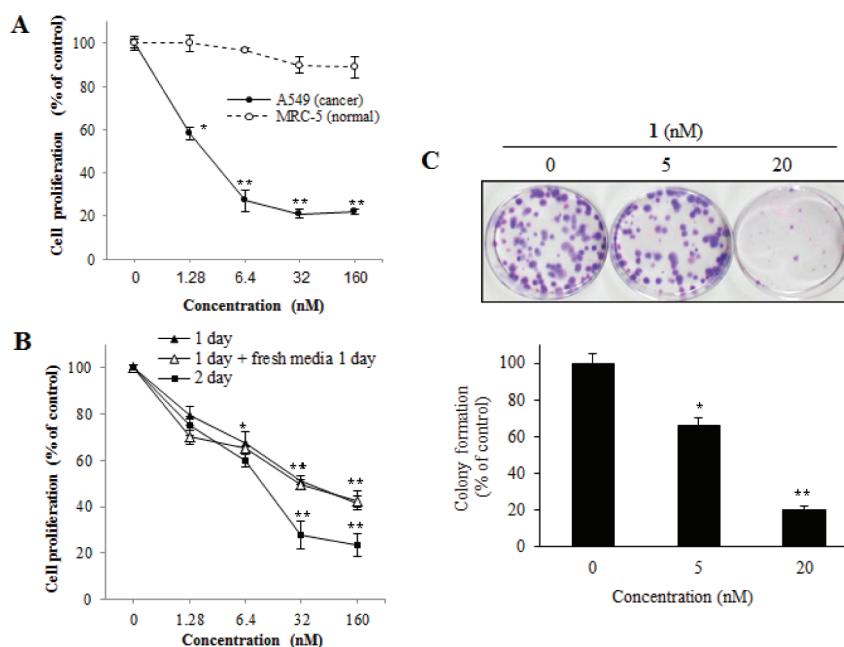 A
Cell proliferation (% of control)
100
80
60
40
20
0
A549 (cancer)
MRC-5 (normal)
*
**
**
**
0 1.28 6.4 32 160
Concentration (nM)
B
Cell proliferation (% of control)
100
80
60
40
20
0
1 day
1 day + fresh media 1 day
2 day
*
**
**
**
**
0 1.28 6.4 32 160
Concentration (nM)
C
1 (nM)
0 5 20
Colony formation
(% of control)
100
80
60
40
20
0
*
**
0 5 20
Concentration (nM)